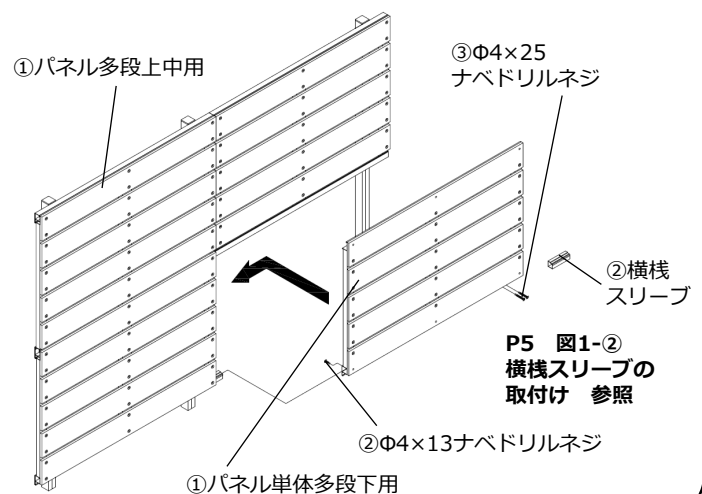 ①パネル多段上中用
③Φ4×25
ナベドリルネジ
②横桟
スリーブ
P5 図1-②
横桟スリーブの
取付け 参照
②Φ4×13ナベドリルネジ
①パネル単体多段下用